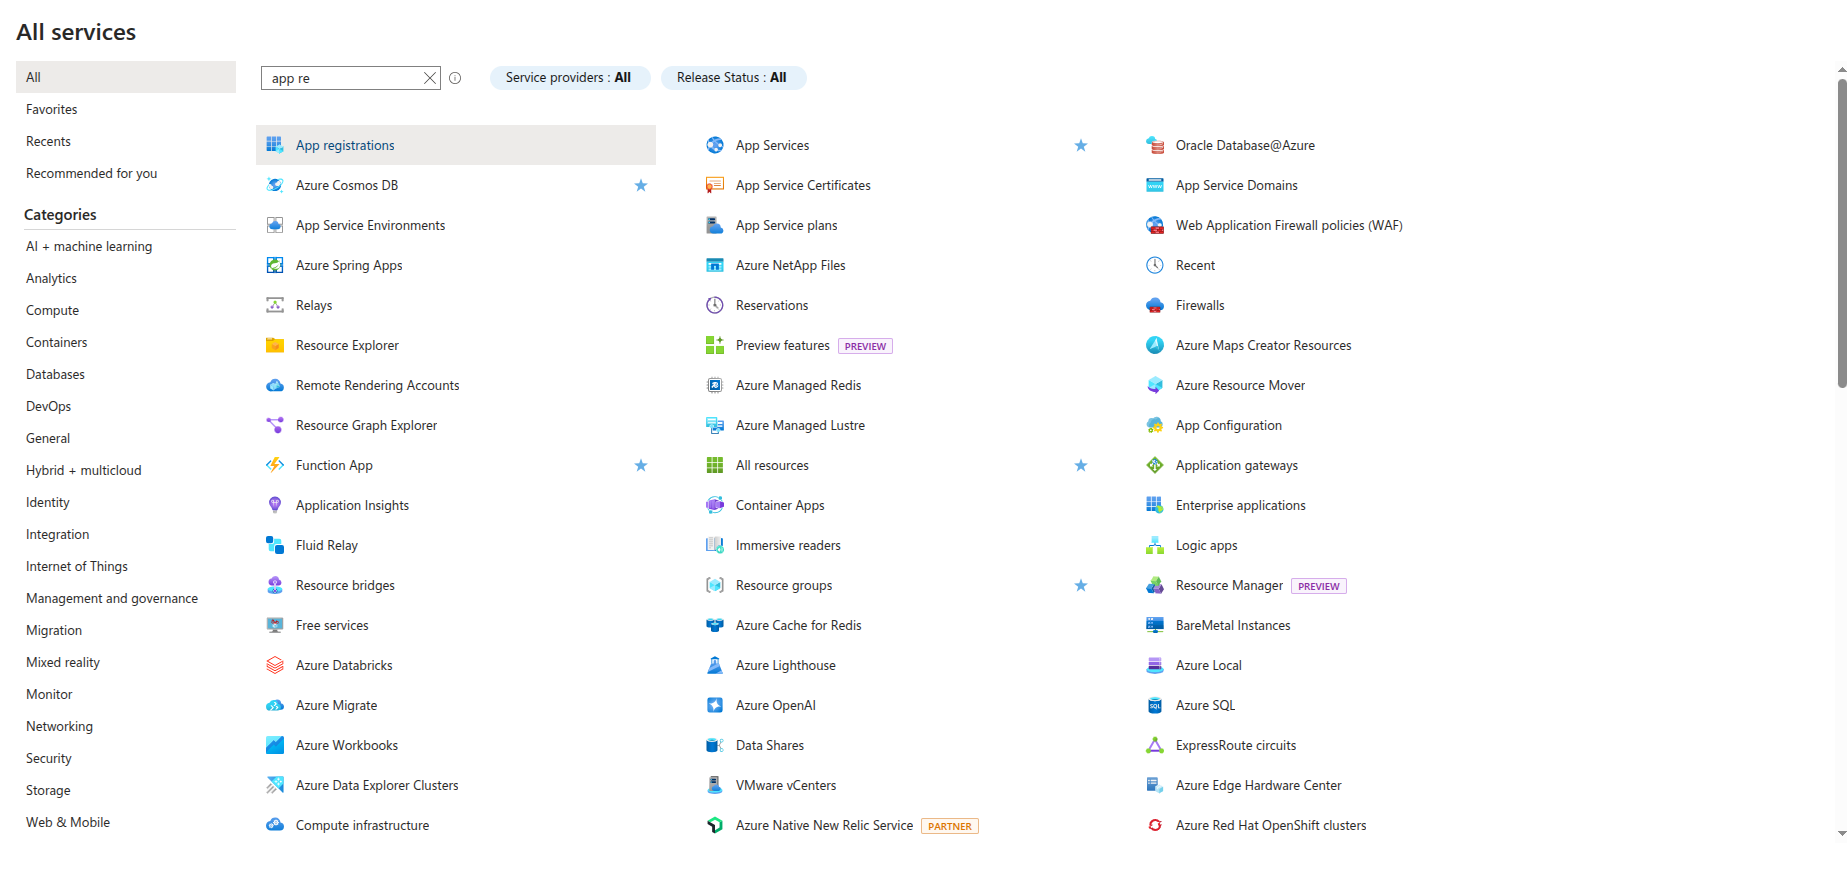 All services
All
Favorites
Recents
Recommended for you
Categories
AI + machine learning
Analytics
Compute
Containers
Databases
DevOps
General
Hybrid + multicloud
Identity
Integration
Internet of Things
Management and governance
Migration
Mixed reality
Monitor
Networking
Security
Storage
Web & Mobile
app re
Service providers : All
Release Status : All
App registrations
App Services
Oracle Database@Azure
Azure Cosmos DB
App Service Certificates
App Service Domains
App Service Environments
App Service plans
Web Application Firewall policies (WAF)
Azure Spring Apps
Azure NetApp Files
Recent
Relays
Reservations
Firewalls
Resource Explorer
Preview features PREVIEW
Azure Maps Creator Resources
Remote Rendering Accounts
Azure Managed Redis
Azure Resource Mover
Resource Graph Explorer
Azure Managed Lustre
App Configuration
Function App
All resources
Application gateways
Application Insights
Container Apps
Enterprise applications
Fluid Relay
Immersive readers
Logic apps
Resource bridges
Resource groups
Resource Manager PREVIEW
Free services
Azure Cache for Redis
BareMetal Instances
Azure Databricks
Azure Lighthouse
Azure Local
Azure Migrate
Azure OpenAI
Azure SQL
Azure Workbooks
Data Shares
ExpressRoute circuits
Azure Data Explorer Clusters
VMware vCenters
Azure Edge Hardware Center
Compute infrastructure
Azure Native New Relic Service PARTNER
Azure Red Hat OpenShift clusters